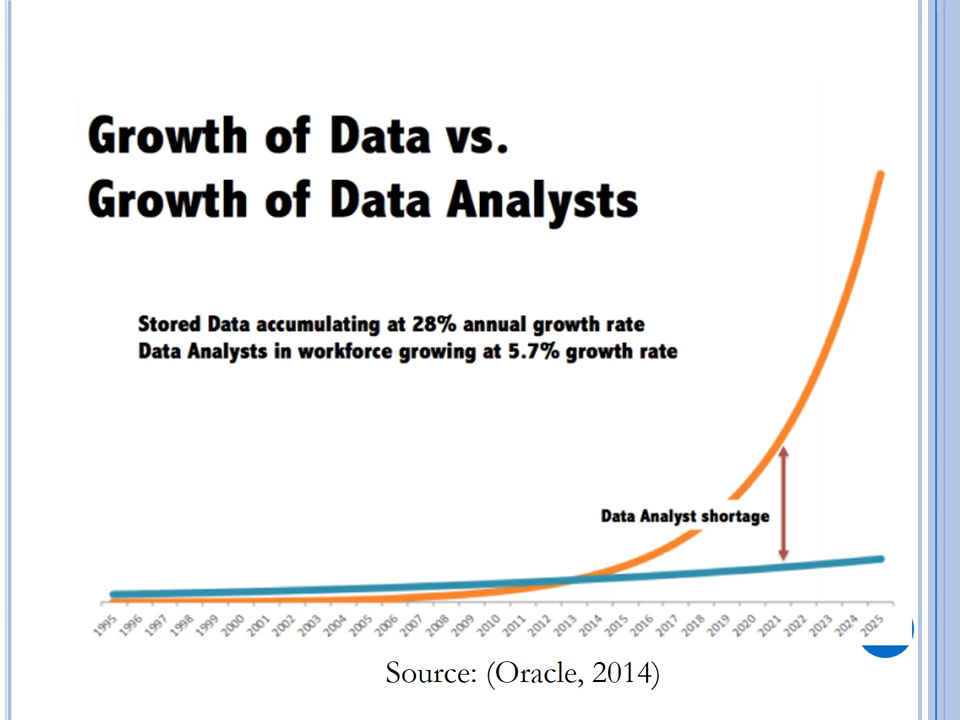 Growth of Data vs.
Growth of Data Analysts
Stored Data accumulating at 28% annual growth rate
Data Analysts in workforce growing at 5.7% growth rate
Data Analyst shortage
1995 1996 1997 1998 1999 2000 2001 2002 2003 2004 2005 2006 2007 2008 2009 2010 2011 2012 2013 2014 2015 2016 2017 2018 2019 2020 2021 2022 2023 2024 2025
Source: (Oracle, 2014)